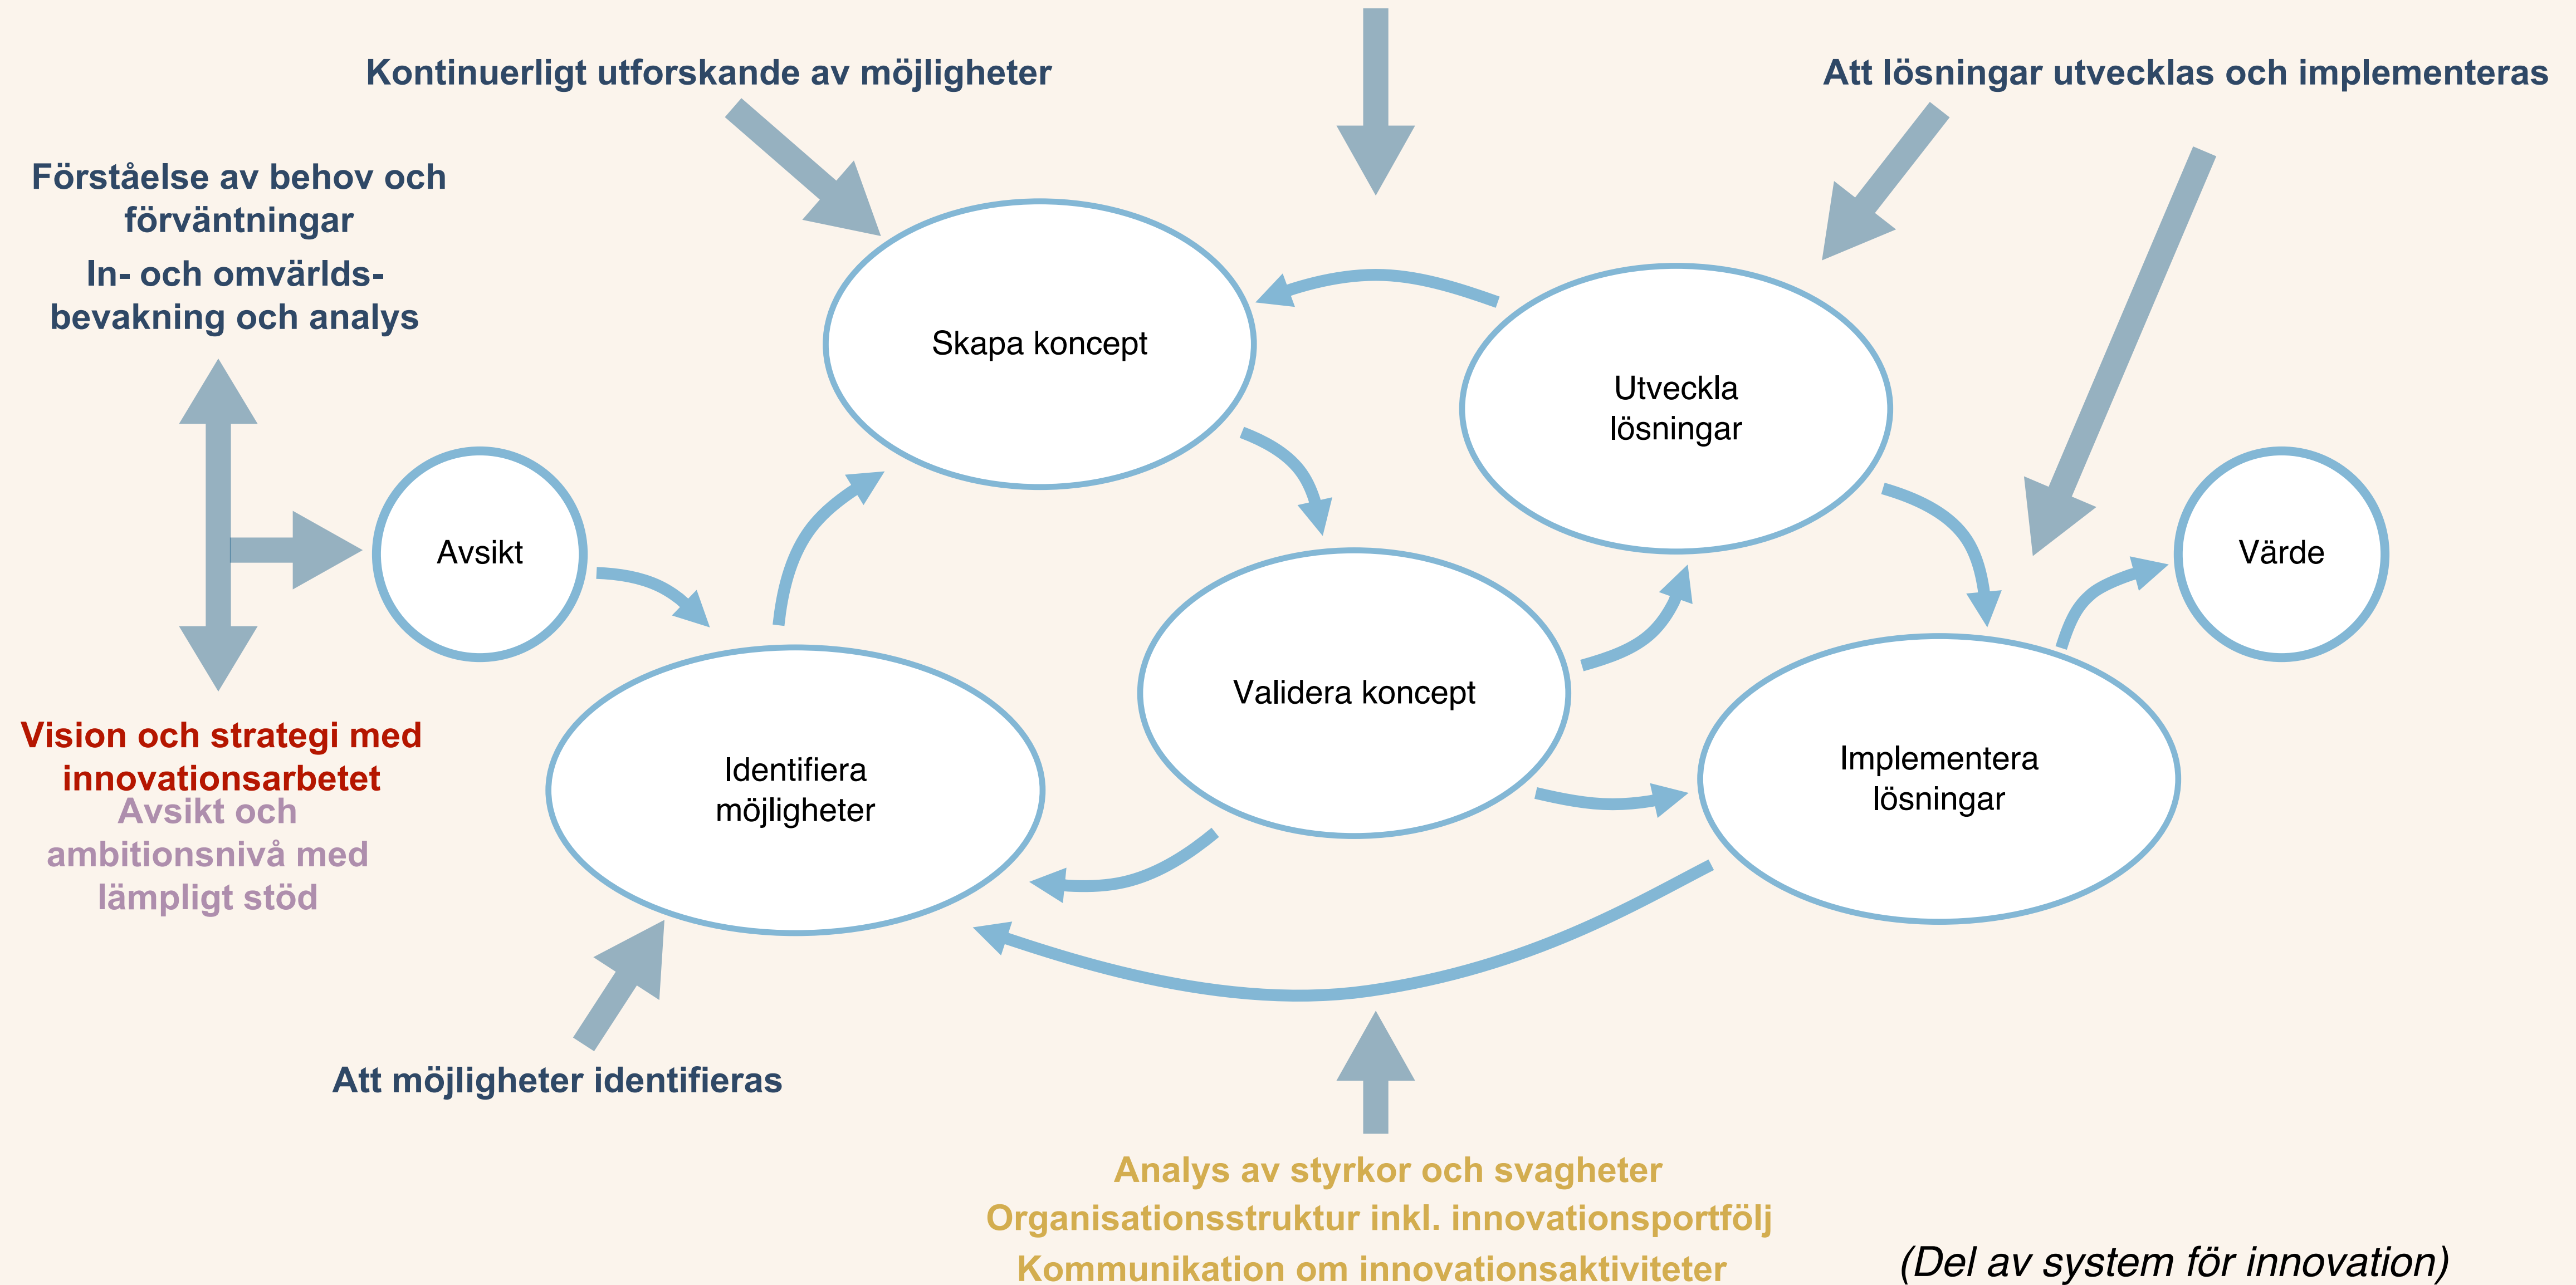 Kontinuerligt utforskande av möjligheter
Att lösningar utvecklas och implementeras
Förståelse av behov och
förväntningar
In- och omvärlds-
bevakning och analys
Skapa koncept
Utveckla
lösningar
Avsikt
Värde
Validera koncept
Vision och strategi med
innovationsarbetet
Avsikt och
ambitionsnivå med
lämpligt stöd
Identifiera
möjligheter
Implementera
lösningar
Att möjligheter identifieras
Analys av styrkor och svagheter
Organisationsstruktur inkl. innovationsportfölj
Kommunikation om innovationsaktiviteter
(Del av system för innovation)